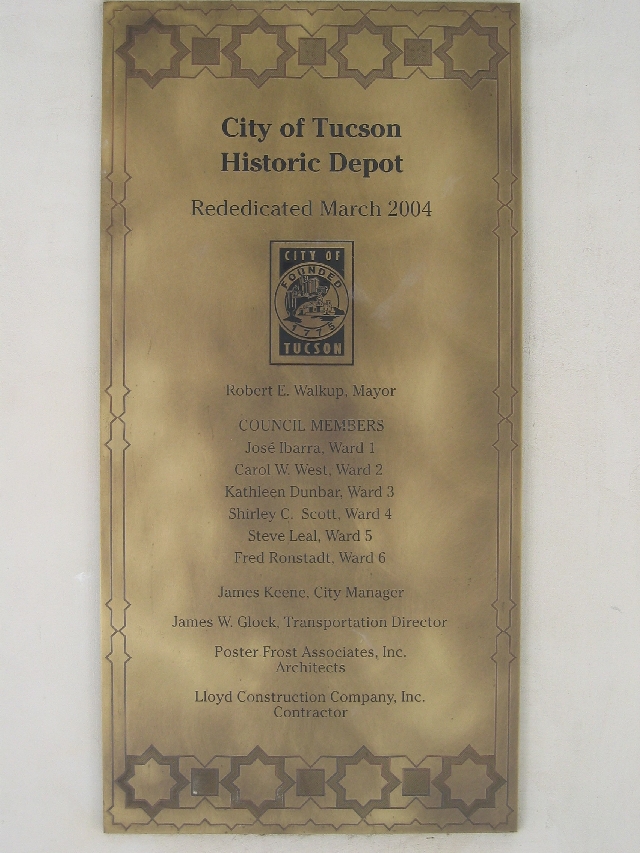 City of Tucson
Historic Depot
Rededicated March 2004
CITY OF
FOUNDED
1775
TUCSON
Robert E. Walkup, Mayor
COUNCIL MEMBERS
José Ibarra, Ward 1
Carol W. West, Ward 2
Kathleen Dunbar, Ward 3
Shirley C. Scott, Ward 4
Steve Leal, Ward 5
Fred Ronstadt, Ward 6
James Keene, City Manager
James W. Glock, Transportation Director
Poster Frost Associates, Inc.
Architects
Lloyd Construction Company, Inc.
Contractor